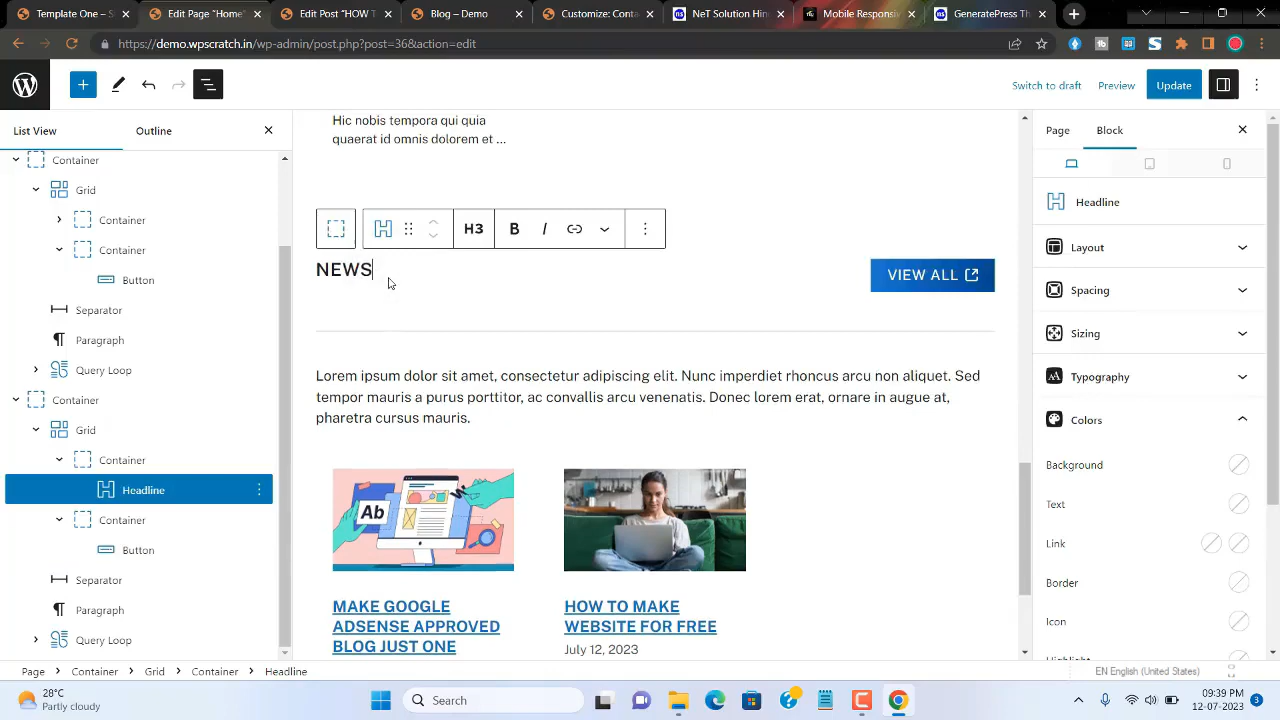 Template One – Sim
Edit Page "Home"
Edit Post "HOW T
Blog – Demo
Customize: Conta
NeT Solution Hin
Mobile Responsiv
GeneratePress Th
https://demo.wpscratch.in/wp-admin/post.php?post=36&action=edit
Switch to draft
Preview
Update
List View
Outline
Container
Grid
Container
Container
Button
Separator
Paragraph
Query Loop
Container
Grid
Container
Headline
Container
Button
Separator
Paragraph
Query Loop
Hic nobis tempora qui quia
quaerat id omnis dolorem et ...
H3 B I
NEWS
VIEW ALL
Lorem ipsum dolor sit amet, consectetur adipiscing elit. Nunc imperdiet rhoncus arcu non aliquet. Sed
tempor mauris a purus porttitor, ac convallis arcu venenatis. Donec lorem erat, ornare in augue at,
pharetra cursus mauris.
Ab
MAKE GOOGLE
ADSENSE APPROVED
BLOG JUST ONE
HOW TO MAKE
WEBSITE FOR FREE
July 12, 2023
Page
Block
Headline
Layout
Spacing
Sizing
Typography
Colors
Background
Text
Link
Border
Icon
Page > Container > Grid > Container > Headline
EN English (United States)
28°C
Partly cloudy
Search
09:39 PM
12-07-2023
3